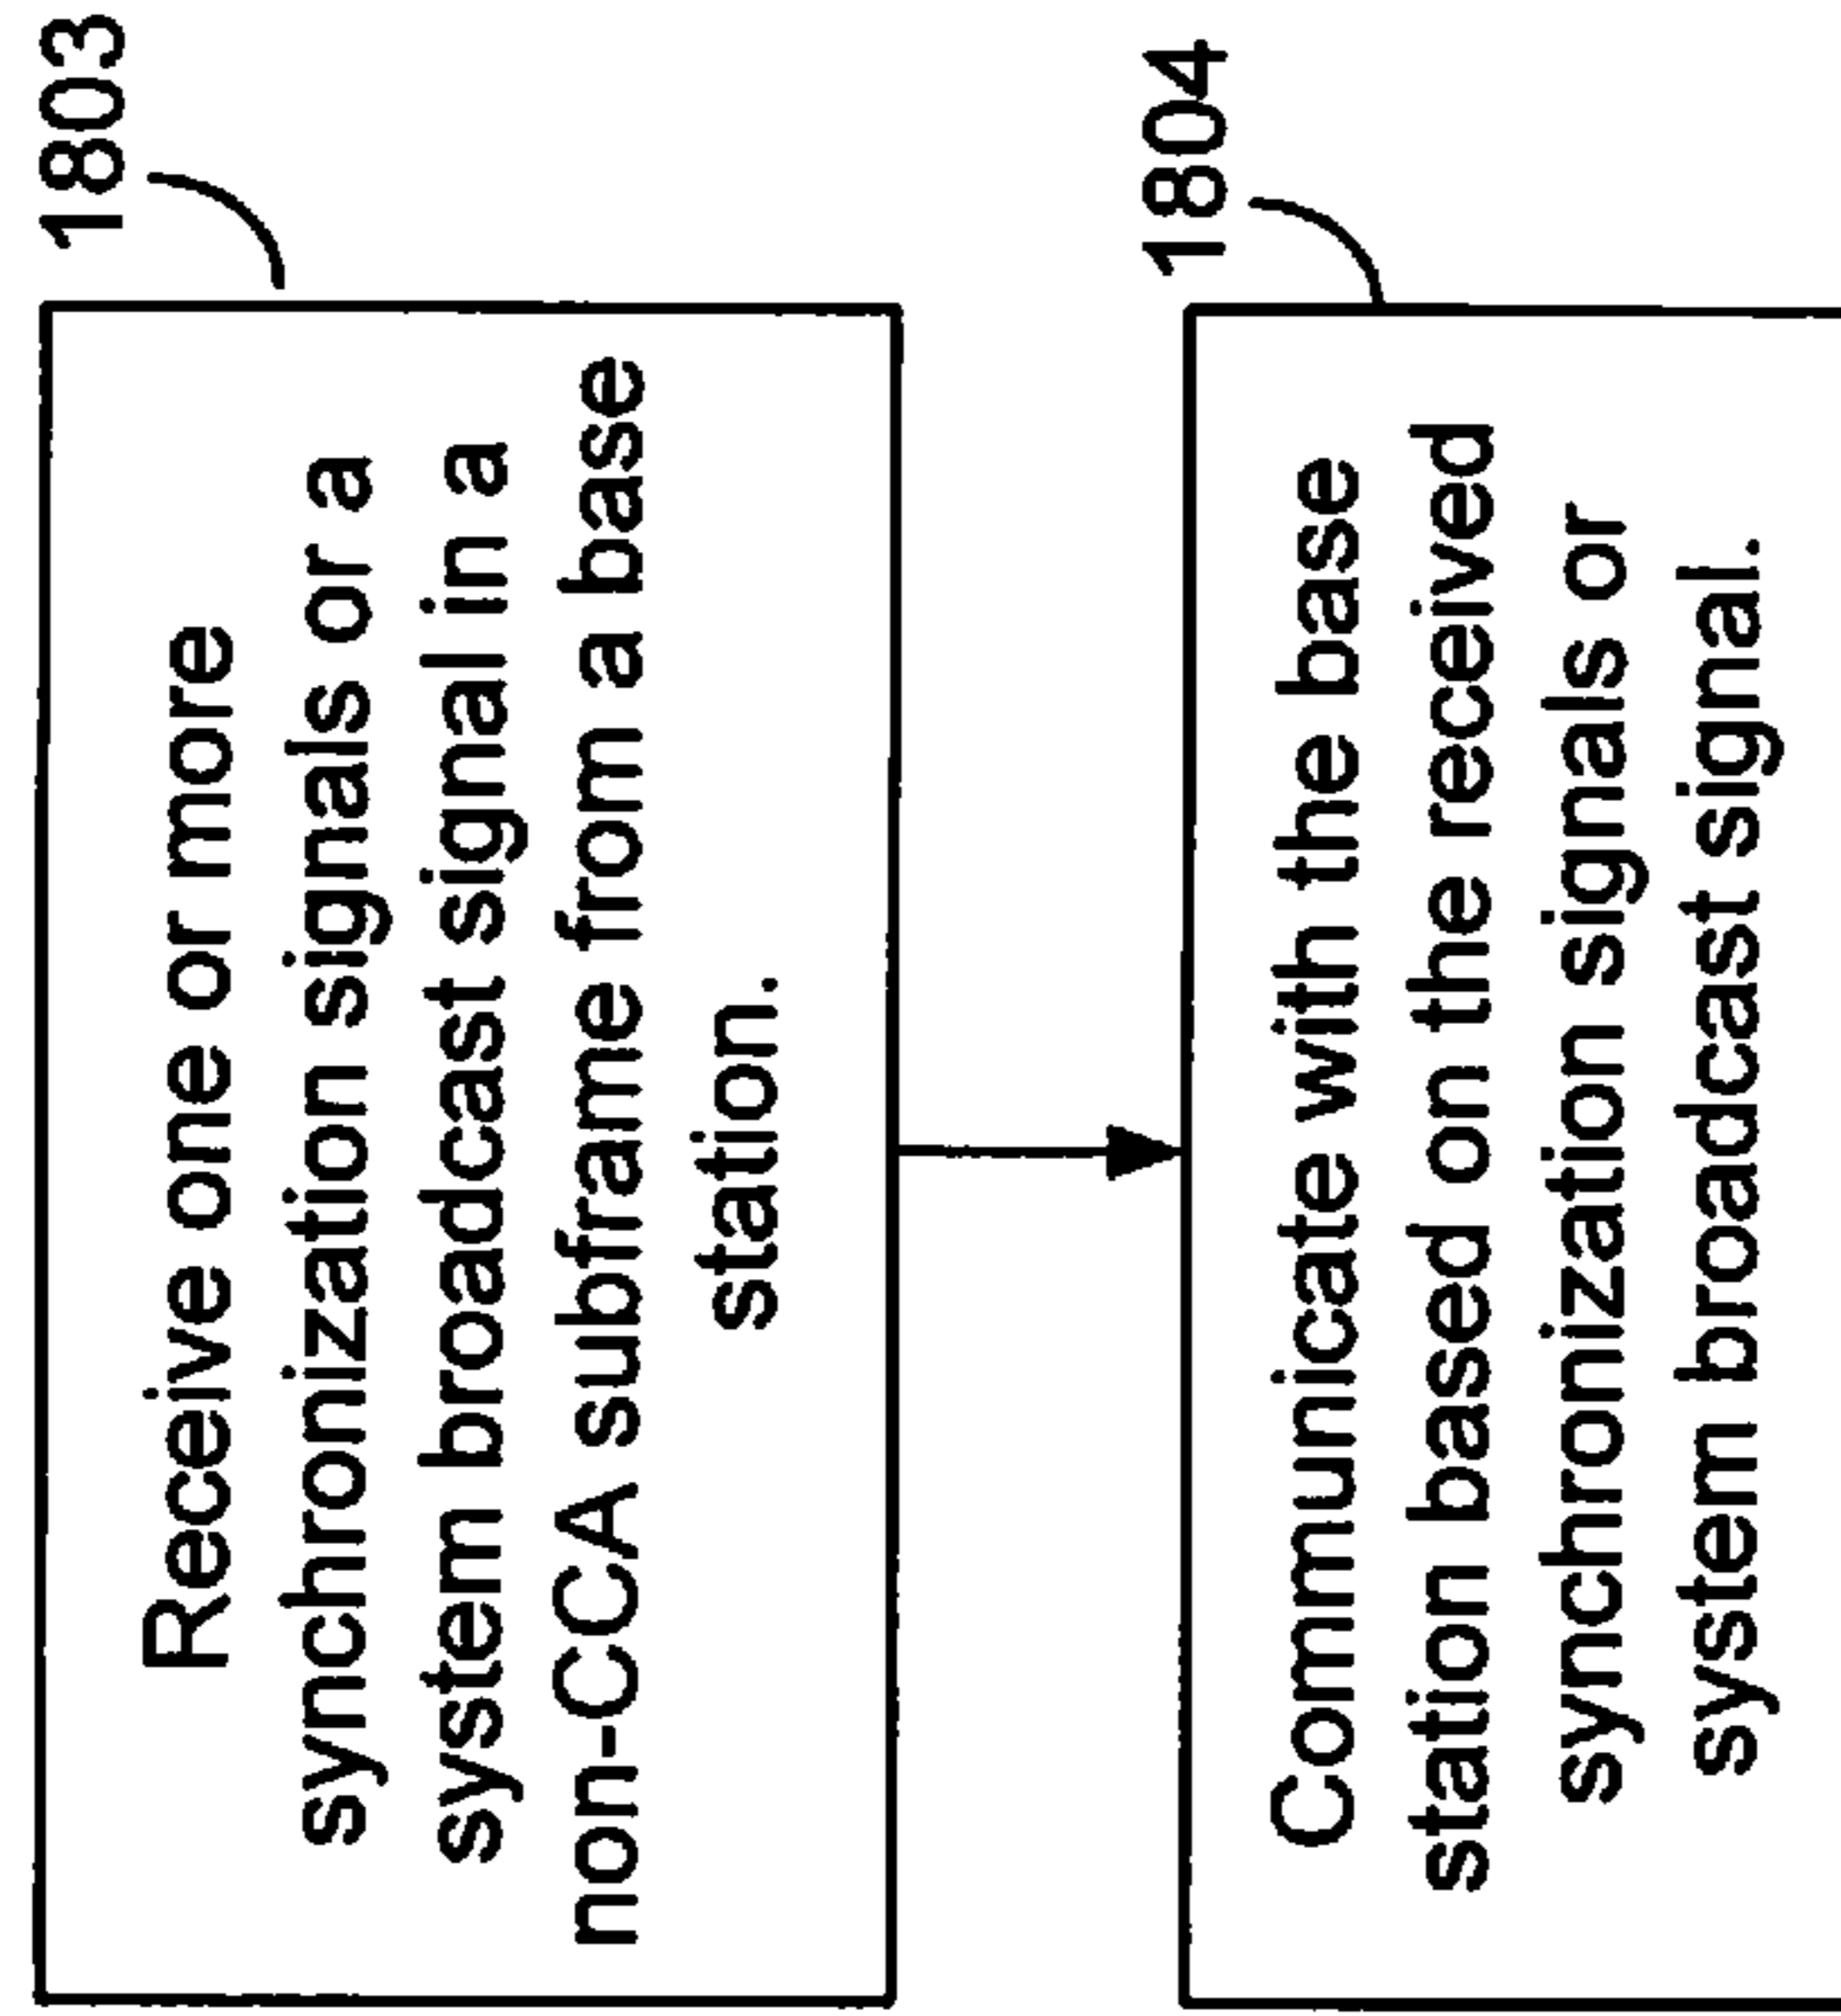 1803
Receive one or more
synchronization signals or a
system broadcast signal in a
non-CCA subframe from a base
station.
1804
Communicate with the base
station based on the received
synchronization signals or
system broadcast signal.